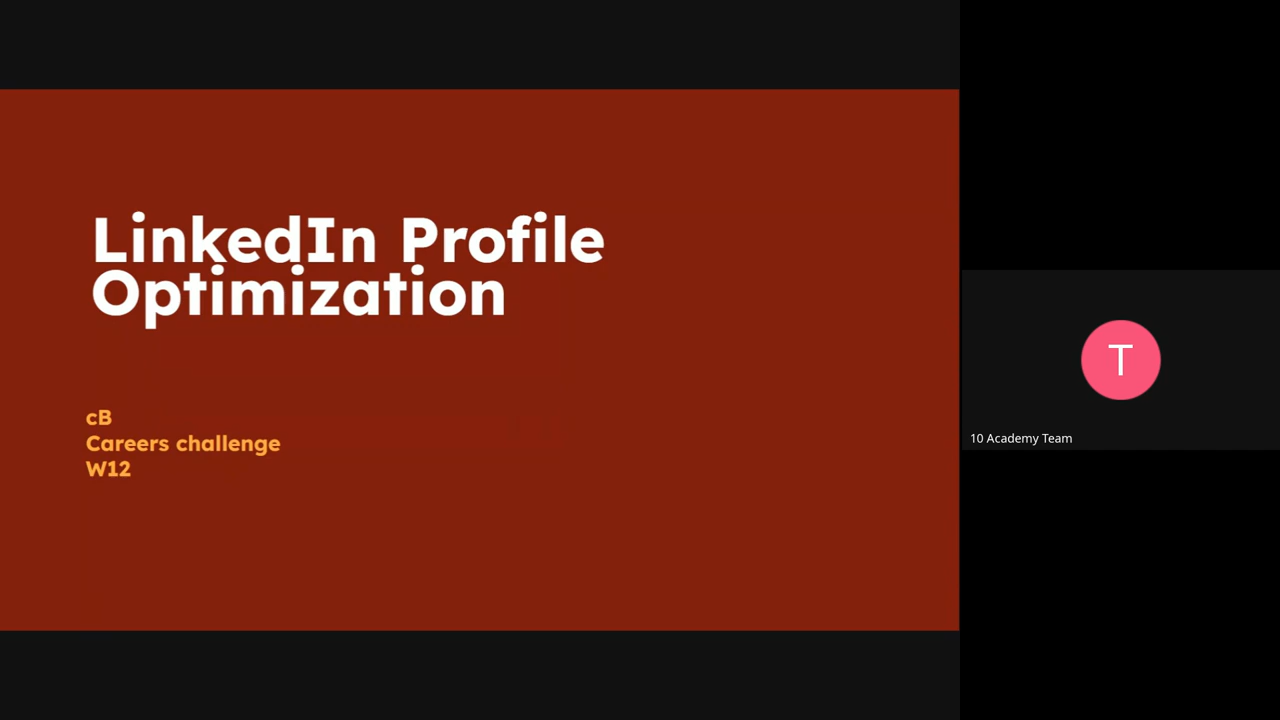 LinkedIn Profile
Optimization
cB
Careers challenge
W12
T
10 Academy Team